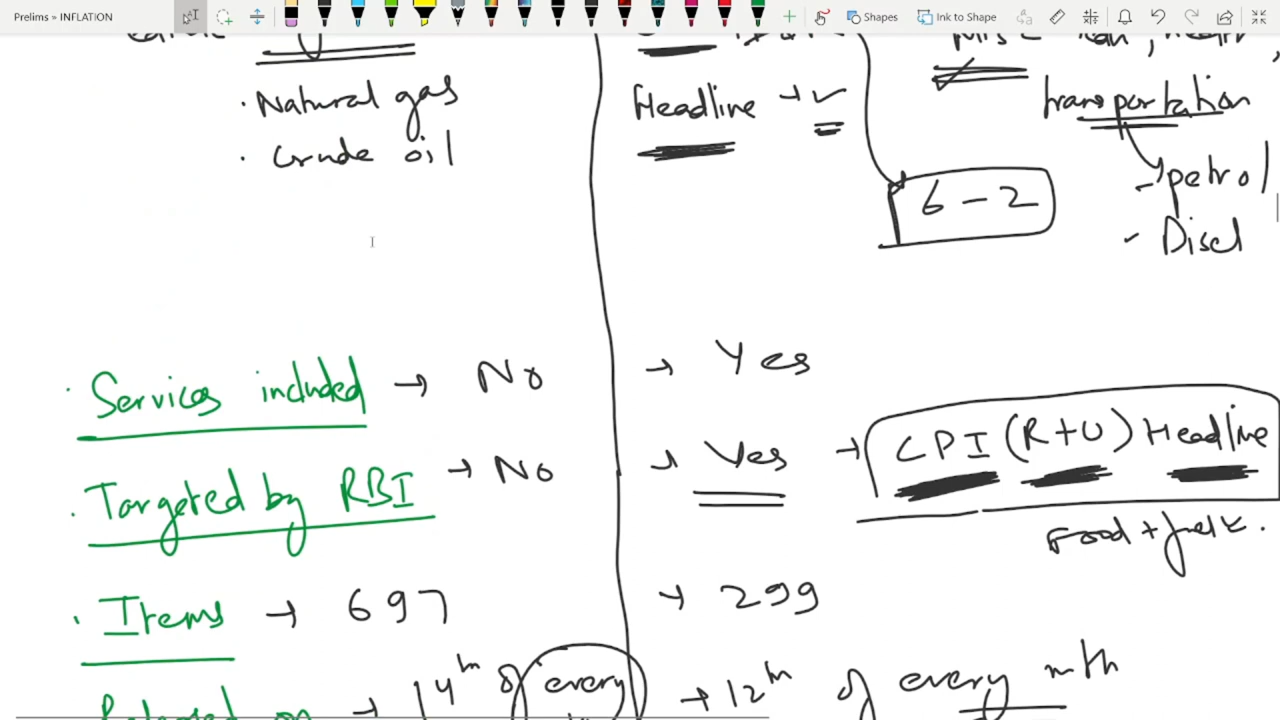 Prelims » INFLATION
Shapes
Ink to Shape
· Natural gas
· Crude oil
Headline → ✓
transportation
- petrol
✓ Disel
6 - 2
· Services included → No → Yes
· Targeted by RBI → No → Yes → CPI (R+U) Headline
Food + fuel
· Items → 697 → 299
→ 14th of every → 12th of every mth